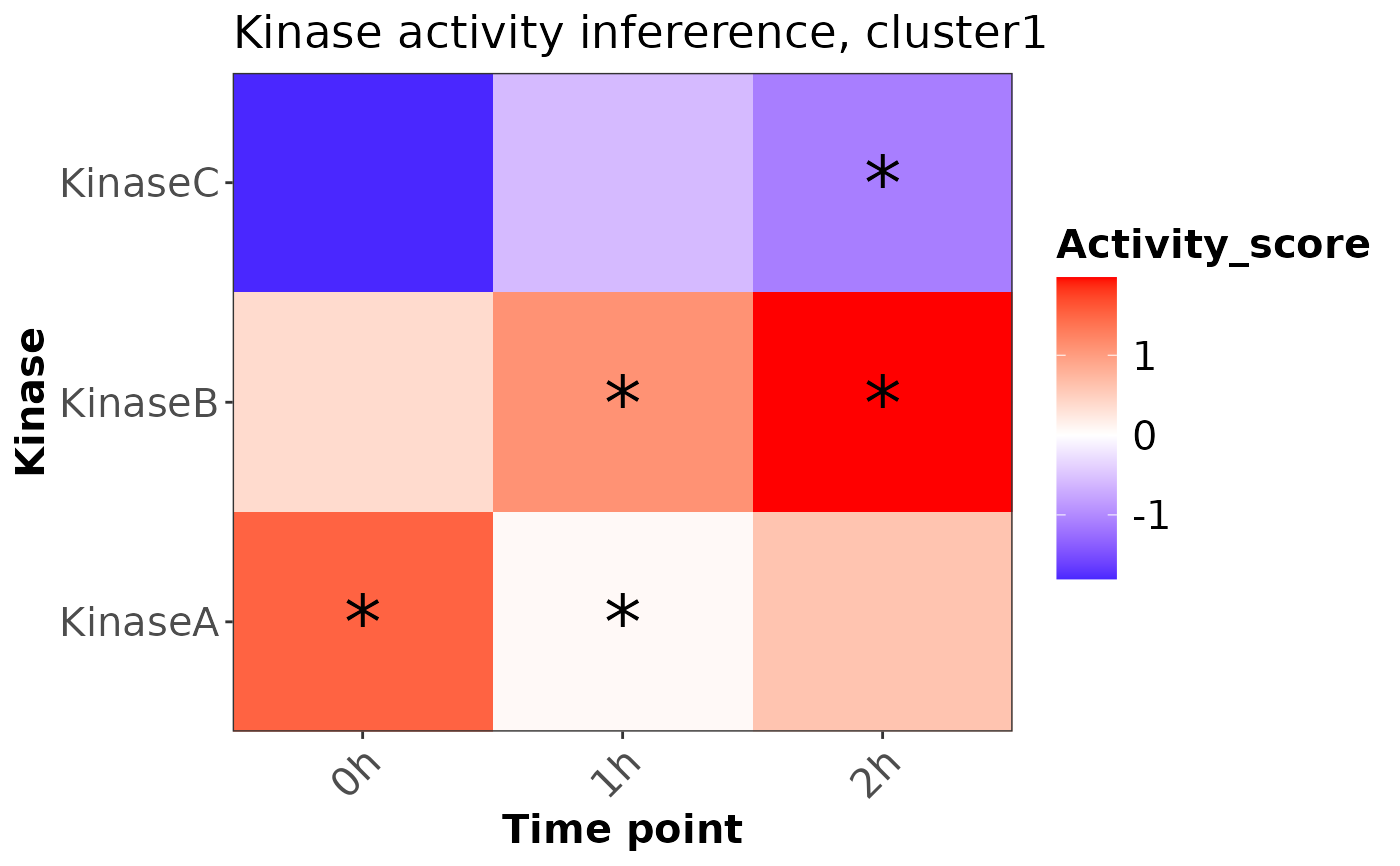 Kinase activity infererence, cluster1
KinaseC
*
KinaseB
*
*
KinaseA
*
*
Kinase
0h
1h
2h
Time point
Activity_score
1
0
-1